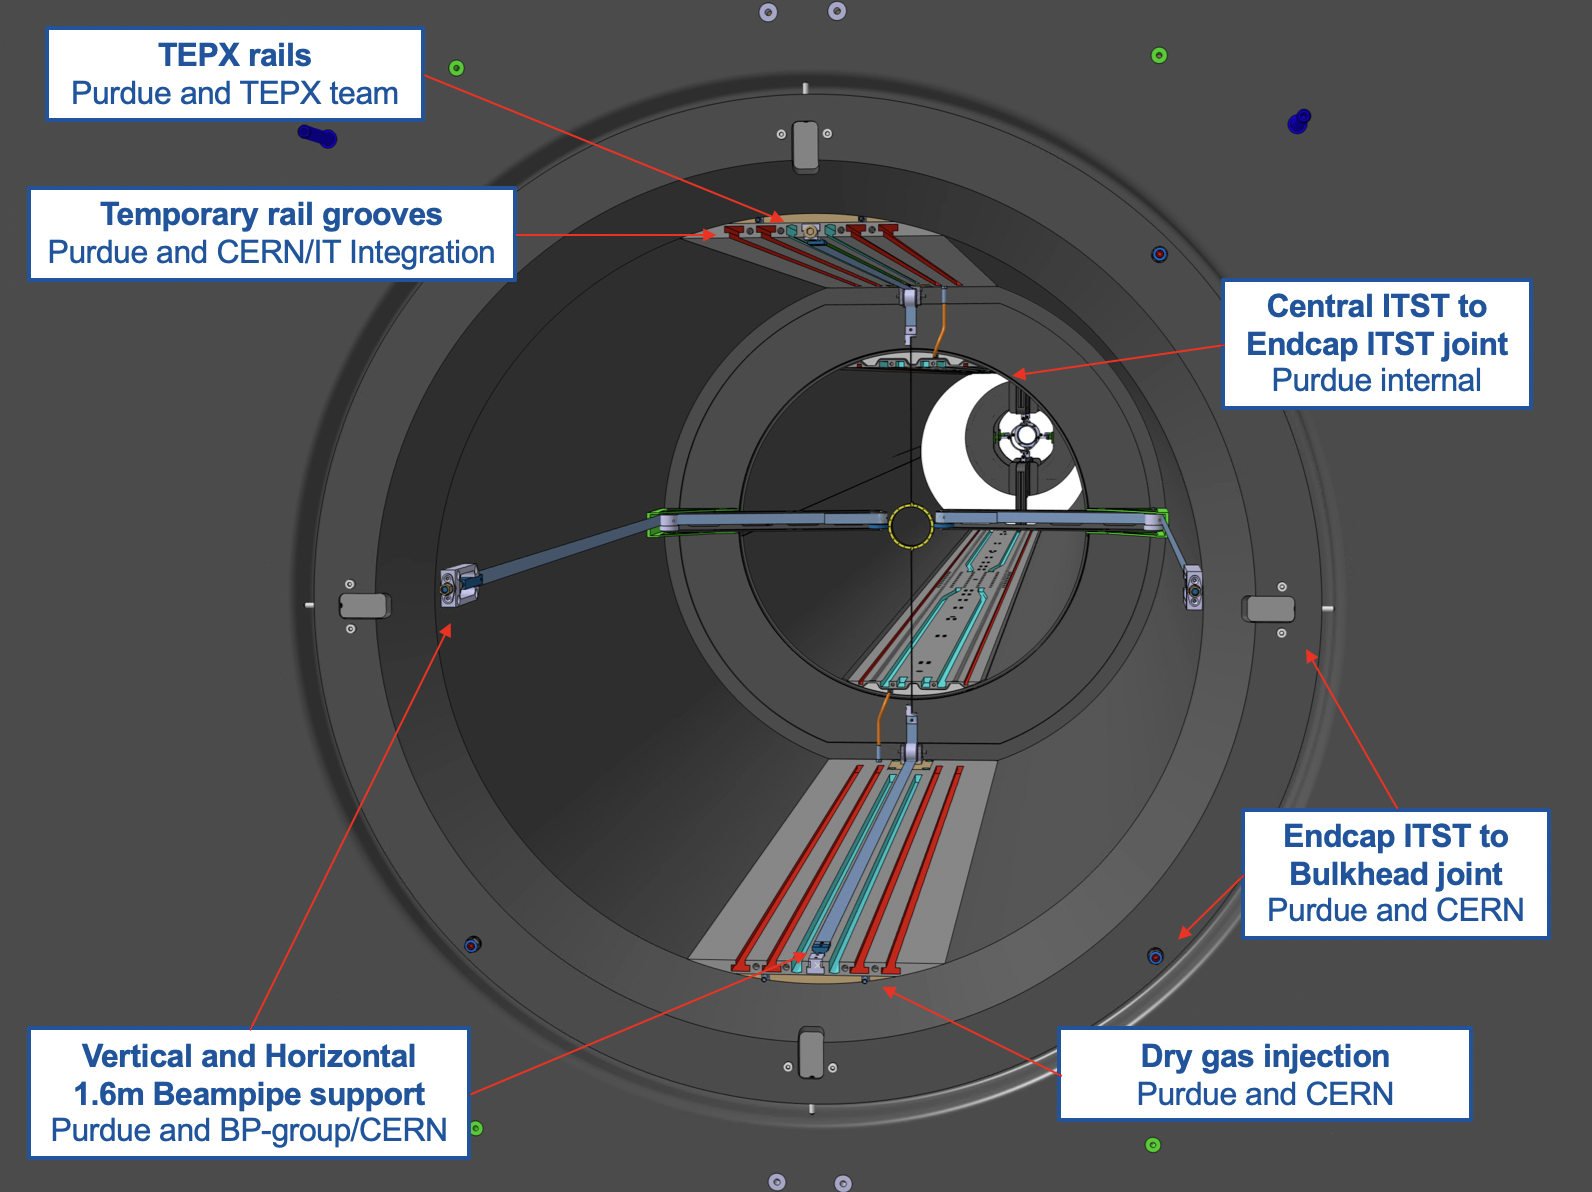 TEPX rails
Purdue and TEPX team
Temporary rail grooves
Purdue and CERN/IT Integration
Central ITST to
Endcap ITST joint
Purdue internal
Endcap ITST to
Bulkhead joint
Purdue and CERN
Vertical and Horizontal
1.6m Beampipe support
Purdue and BP-group/CERN
Dry gas injection
Purdue and CERN